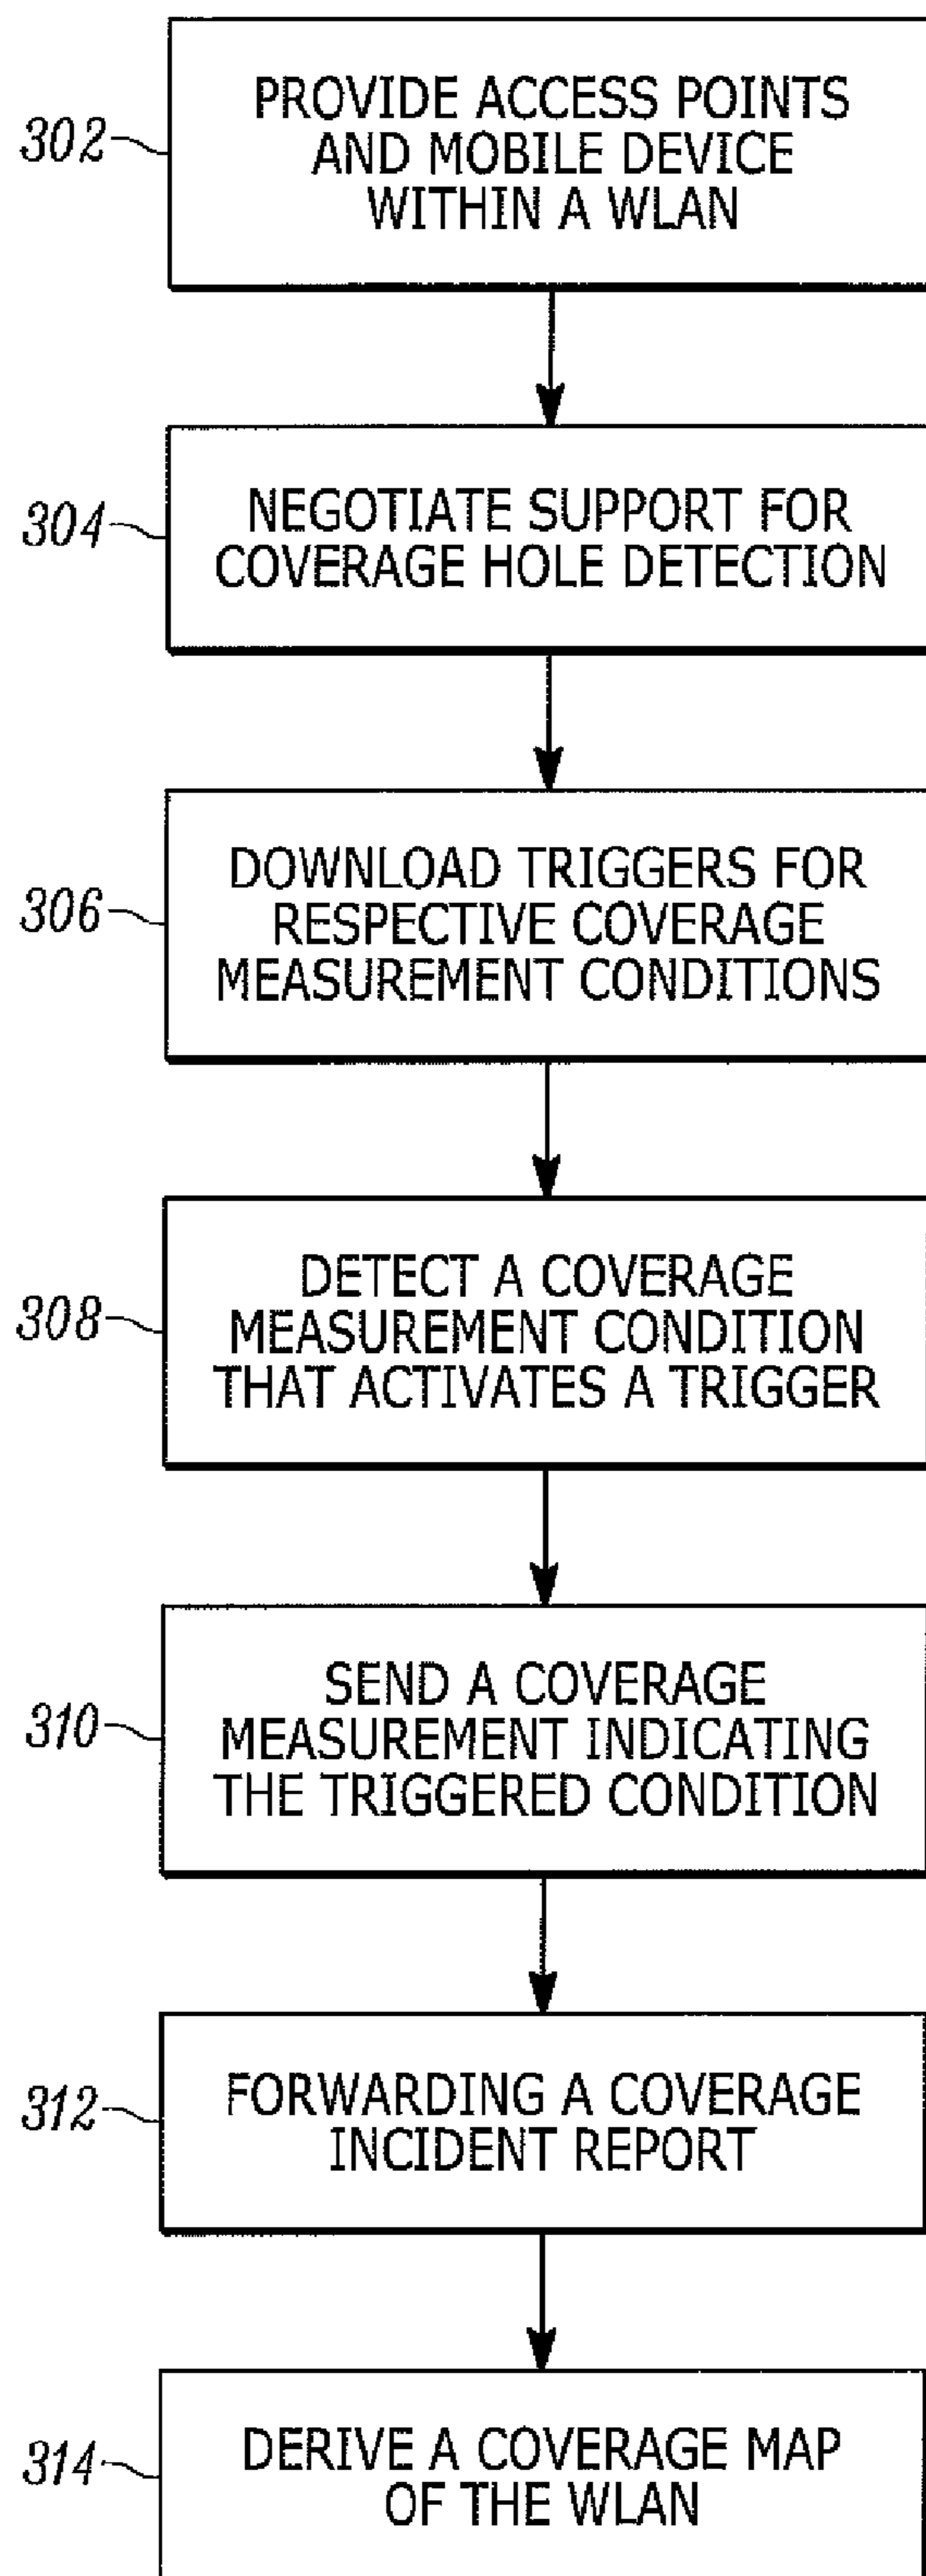 302
PROVIDE ACCESS POINTS
AND MOBILE DEVICE
WITHIN A WLAN
304
NEGOTIATE SUPPORT FOR
COVERAGE HOLE DETECTION
306
DOWNLOAD TRIGGERS FOR
RESPECTIVE COVERAGE
MEASUREMENT CONDITIONS
308
DETECT A COVERAGE
MEASUREMENT CONDITION
THAT ACTIVATES A TRIGGER
310
SEND A COVERAGE
MEASUREMENT INDICATING
THE TRIGGERED CONDITION
312
FORWARDING A COVERAGE
INCIDENT REPORT
314
DERIVE A COVERAGE MAP
OF THE WLAN